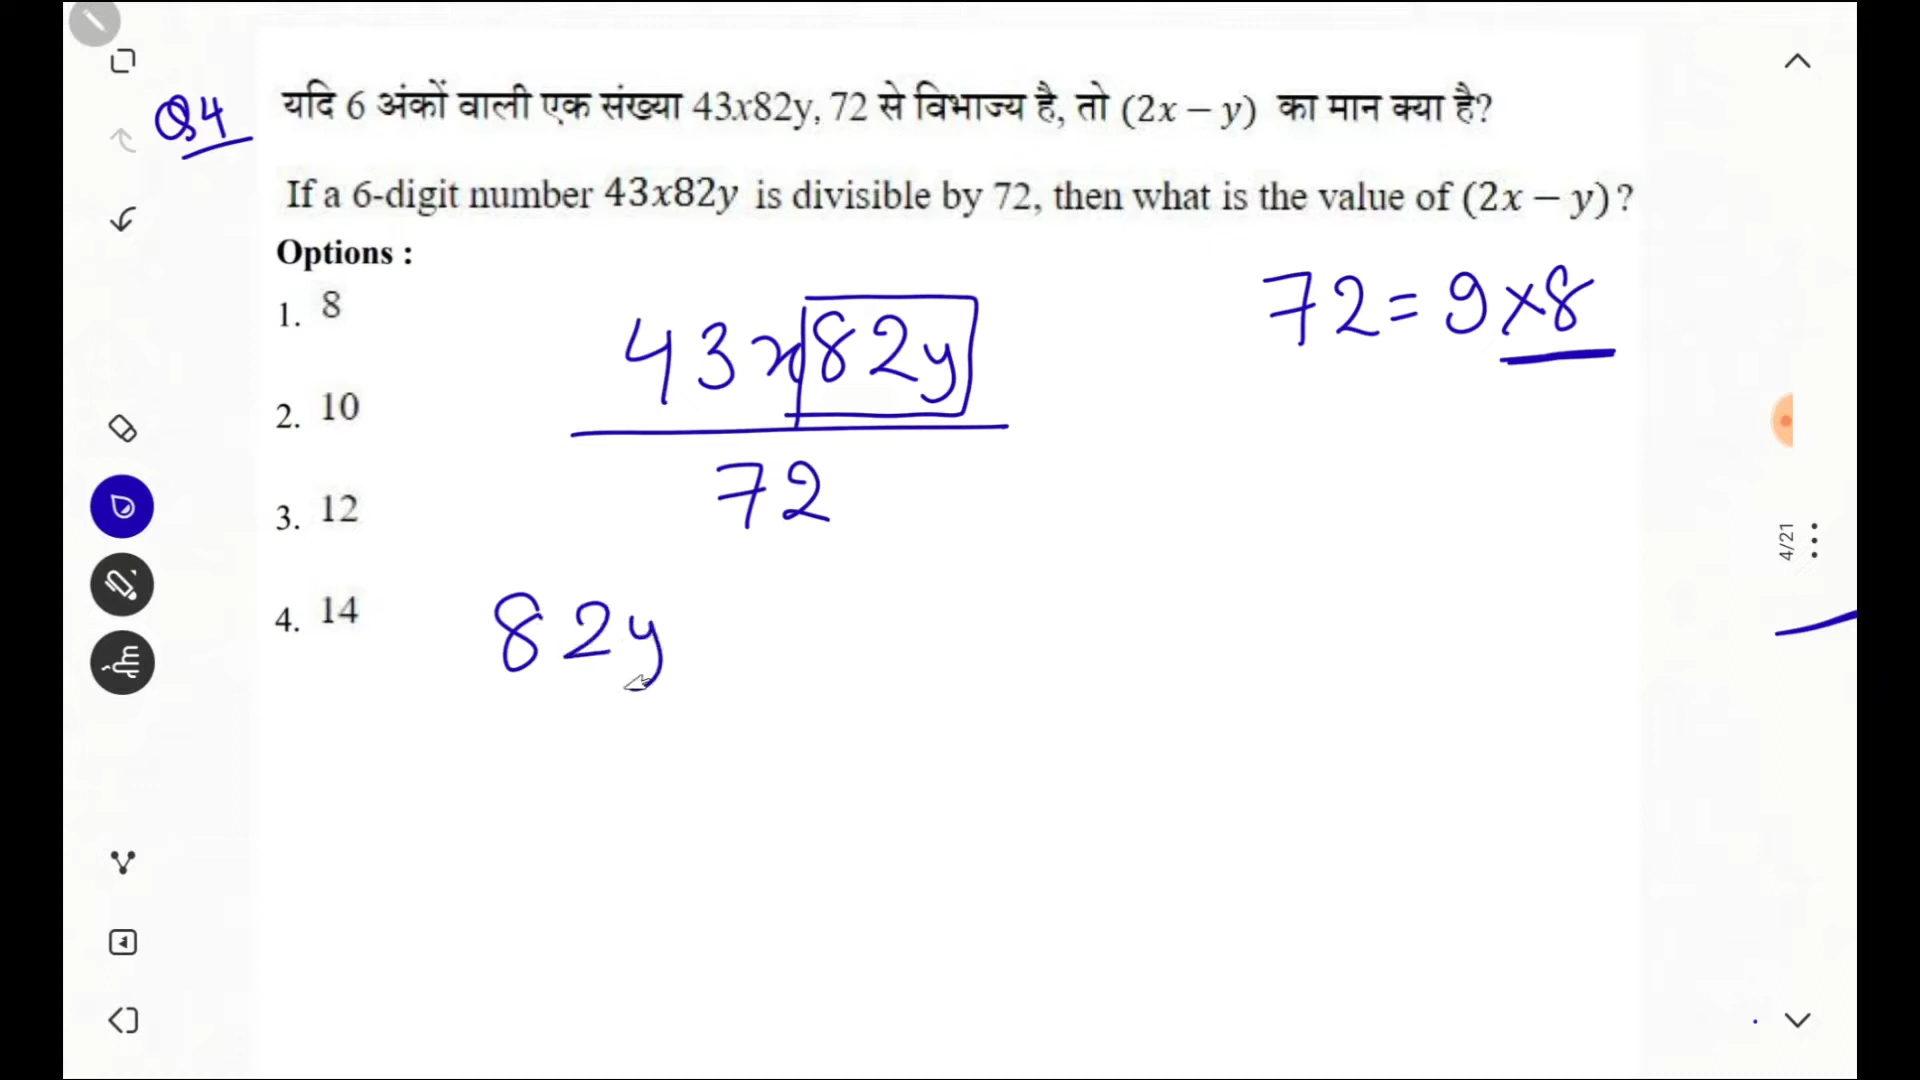 Q4
यदि 6 अंकों वाली एक संख्या 43x82y, 72 से विभाज्य है, तो (2x − y) का मान क्या है?
If a 6-digit number 43x82y is divisible by 72, then what is the value of (2x − y)?
Options :
1. 8
2. 10
3. 12
4. 14
43x82y
72
72 = 9×8
82y
4/21